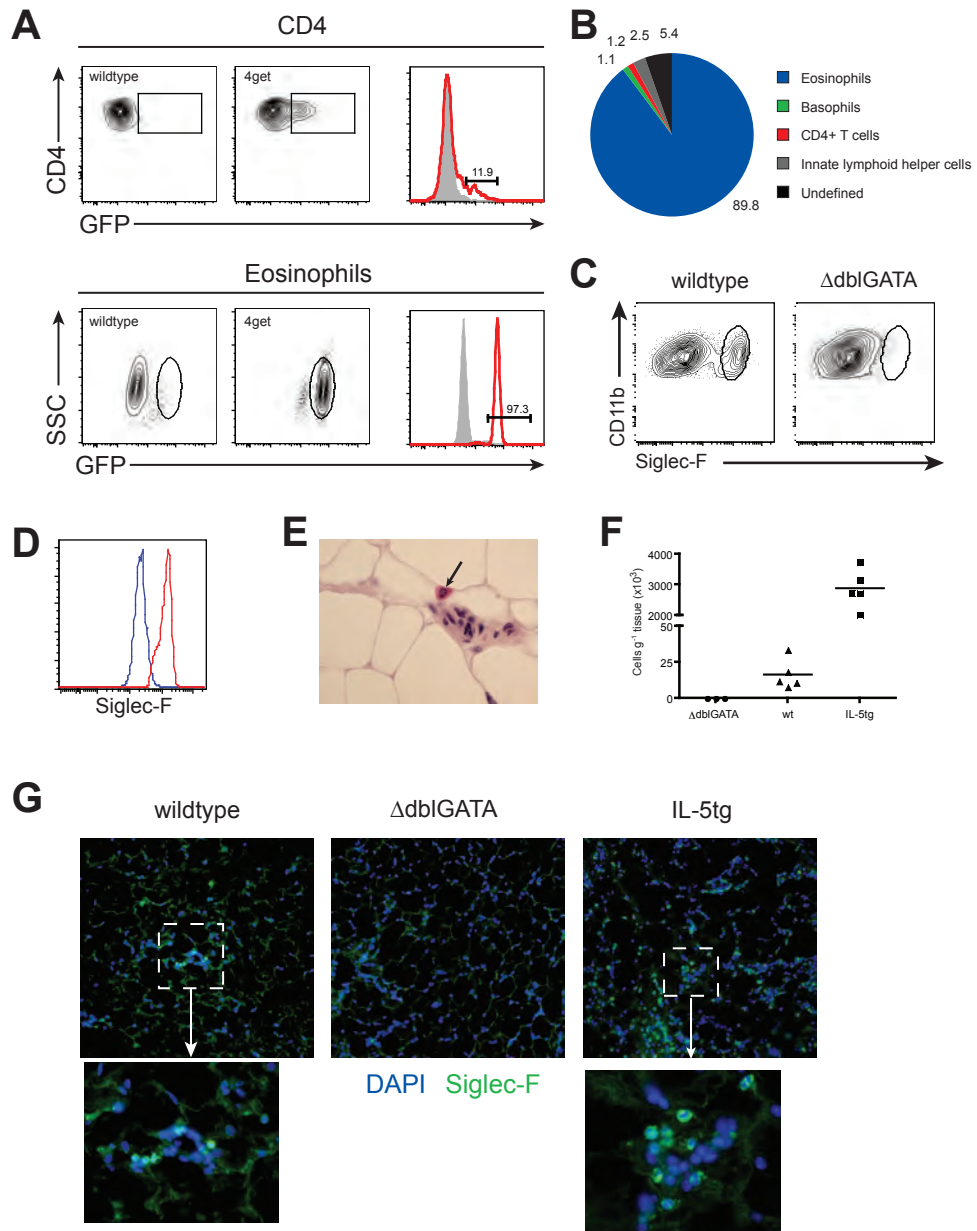 A
CD4
wildtype
4get
11.9
CD4
GFP
Eosinophils
wildtype
4get
97.3
SSC
GFP
B
1.1
1.2
2.5
5.4
89.8
Eosinophils
Basophils
CD4+ T cells
Innate lymphoid helper cells
Undefined
C
wildtype
ΔdblGATA
CD11b
Siglec-F
D
Siglec-F
E
F
Cells g⁻¹ tissue (x10³)
4000
3000
2000
50
25
0
ΔdblGATA
wt
IL-5tg
G
wildtype
ΔdblGATA
IL-5tg
DAPI Siglec-F